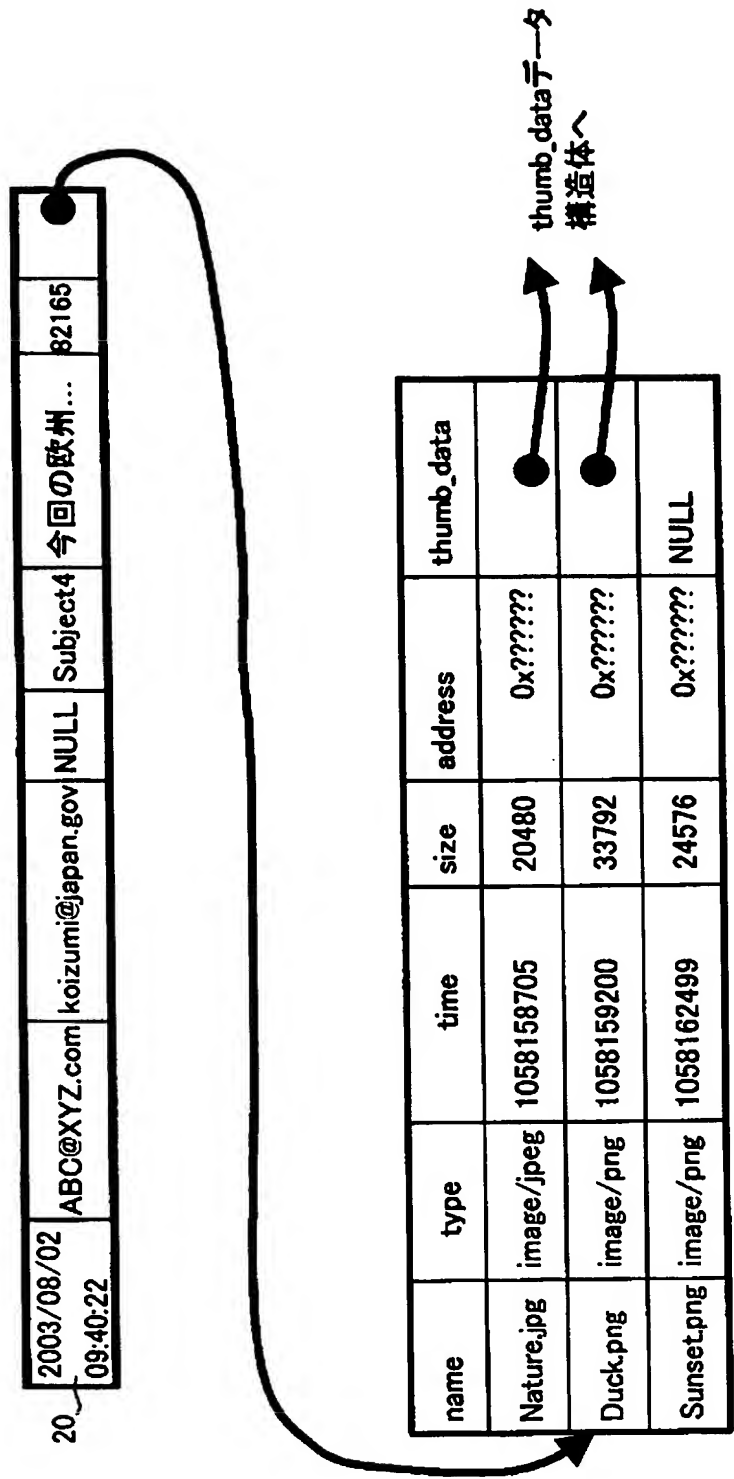 20
2003/08/02
09:40:22
ABC@XYZ.com
koizumi@japan.gov
NULL
Subject4
今回の欧州...
82165
name type time size address thumb_data
Nature.jpg image/jpeg 1058158705 20480 0x??????
Duck.png image/png 1058159200 33792 0x??????
Sunset.png image/png 1058162499 24576 0x?????? NULL
thumb_dataデータ
構造体へ